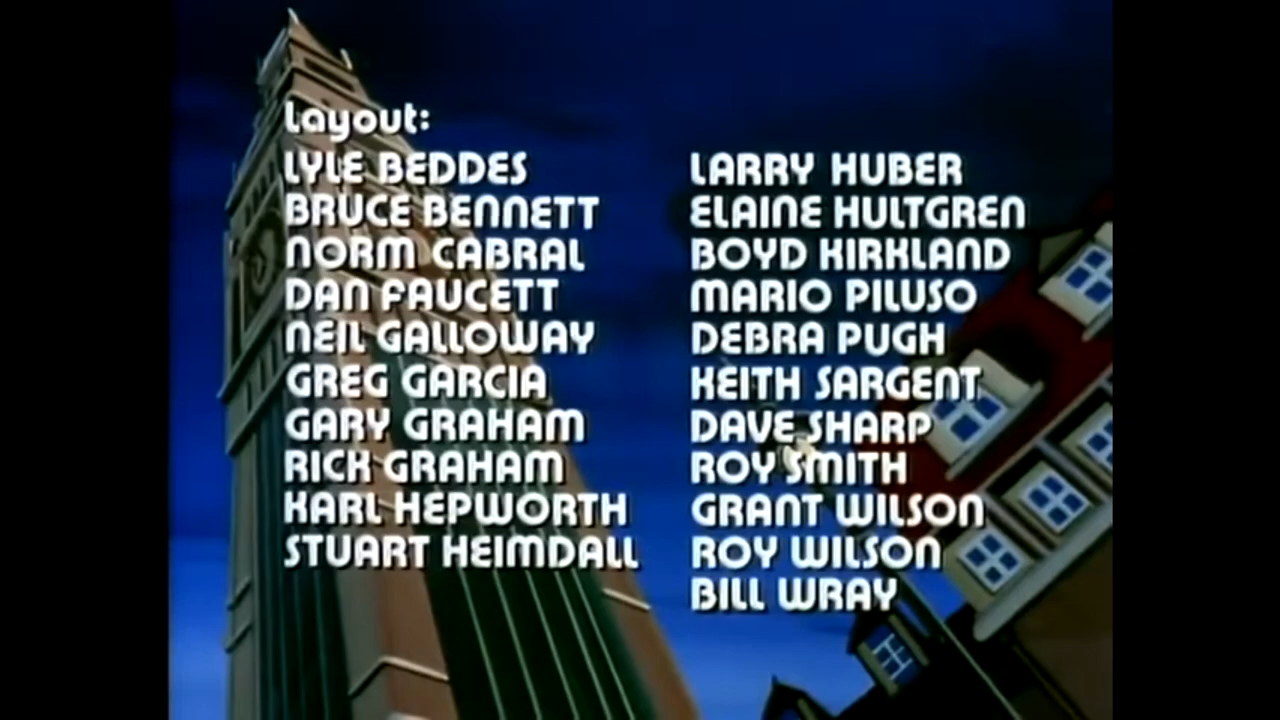 Layout:
LYLE BEDDES
BRUCE BENNETT
NORM CABRAL
DAN FAUCETT
NEIL GALLOWAY
GREG GARCIA
GARY GRAHAM
RICK GRAHAM
KARL HEPWORTH
STUART HEIMDALL
LARRY HUBER
ELAINE HULTGREN
BOYD KIRKLAND
MARIO PILUSO
DEBRA PUGH
KEITH SARGENT
DAVE SHARP
ROY SMITH
GRANT WILSON
ROY WILSON
BILL WRAY